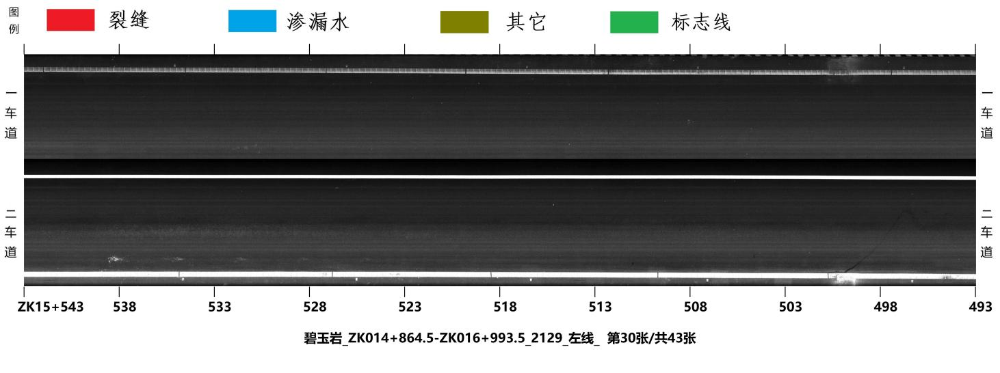 图例
裂缝
渗漏水
其它
标志线
一车道
一车道
二车道
二车道
ZK15+543 538 533 528 523 518 513 508 503 498 493
碧玉岩_ZK014+864.5-ZK016+993.5_2129_左线_ 第30张/共43张